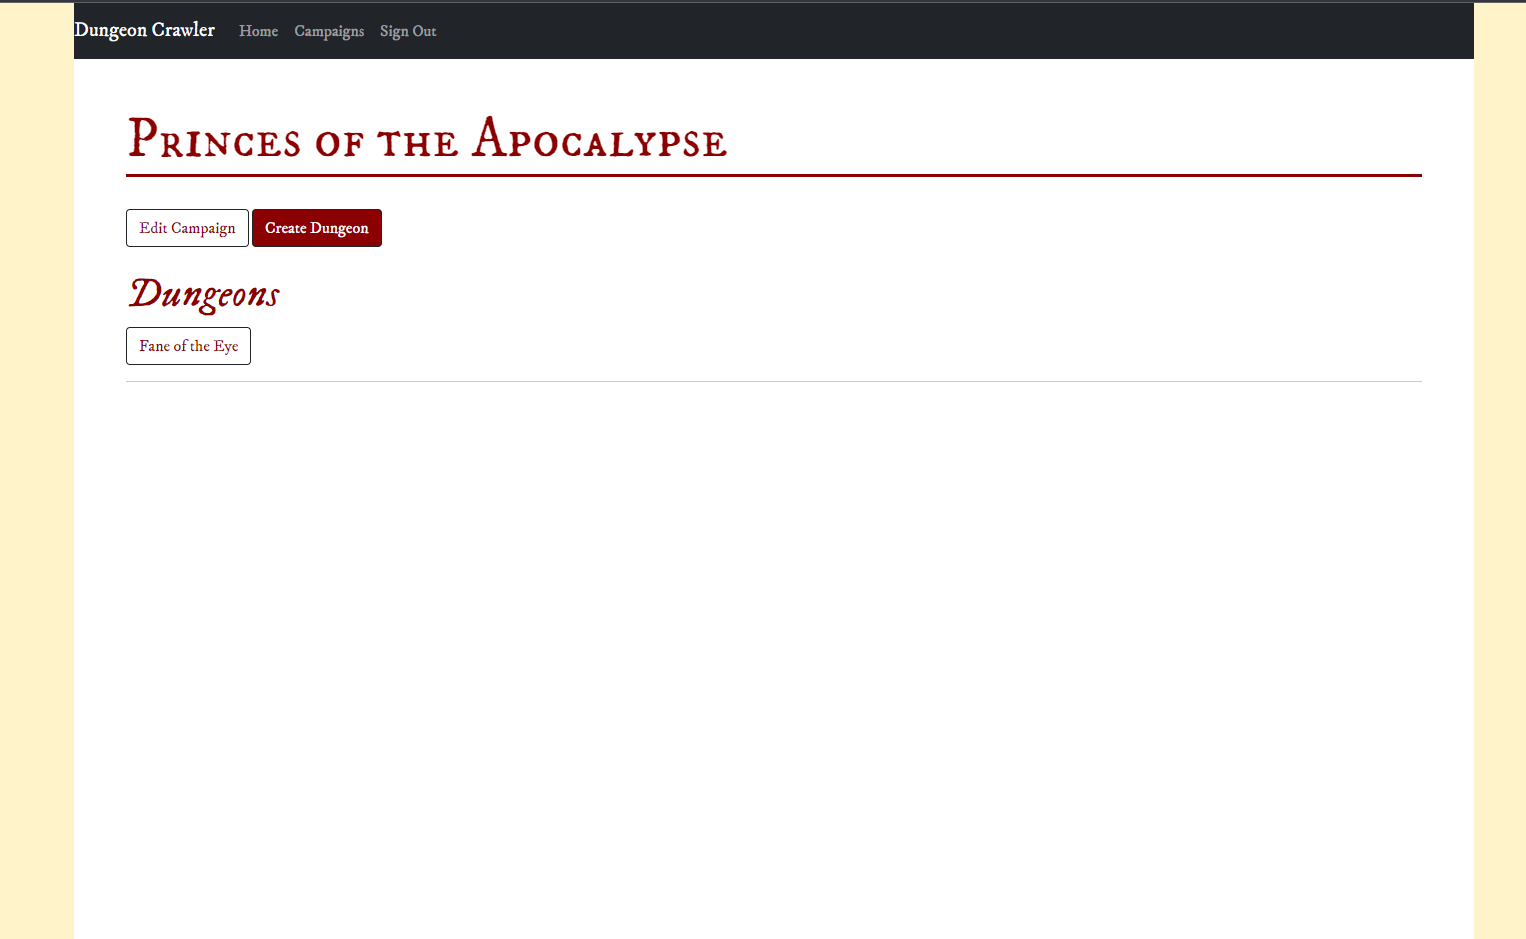 Dungeon Crawler Home Campaigns Sign Out
Princes of the Apocalypse
Edit Campaign Create Dungeon
Dungeons
Fane of the Eye